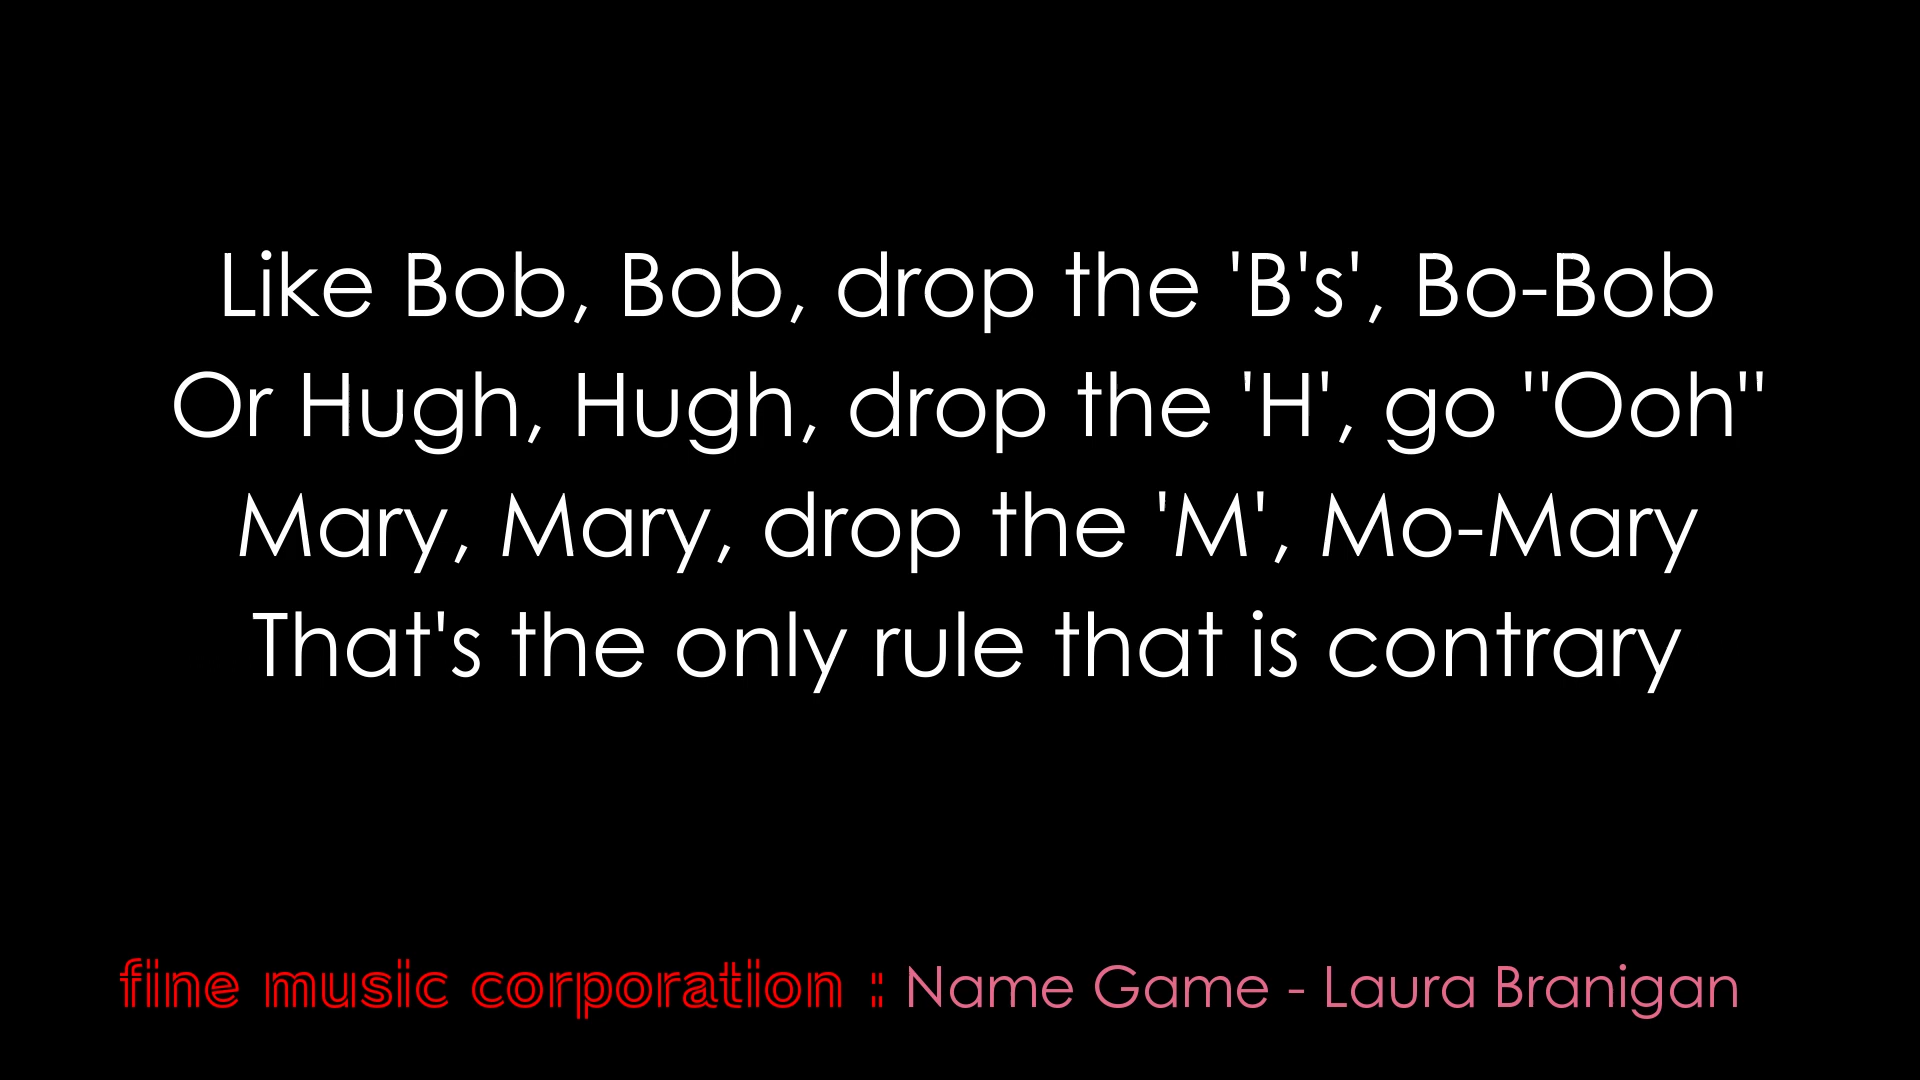 Like Bob, Bob, drop the 'B's', Bo-Bob
Or Hugh, Hugh, drop the 'H', go "Ooh"
Mary, Mary, drop the 'M', Mo-Mary
That's the only rule that is contrary
fine music corporation : Name Game - Laura Branigan